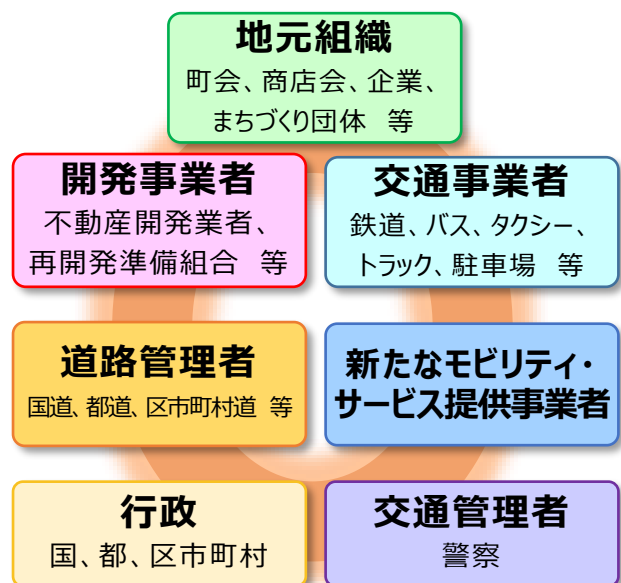 地元組織
町会、商店会、企業、
まちづくり団体 等
開発事業者
不動産開発業者、
再開発準備組合 等
交通事業者
鉄道、バス、タクシー、
トラック、駐車場 等
道路管理者
国道、都道、区市町村道 等
新たなモビリティ・
サービス提供事業者
行政
国、都、区市町村
交通管理者
警察